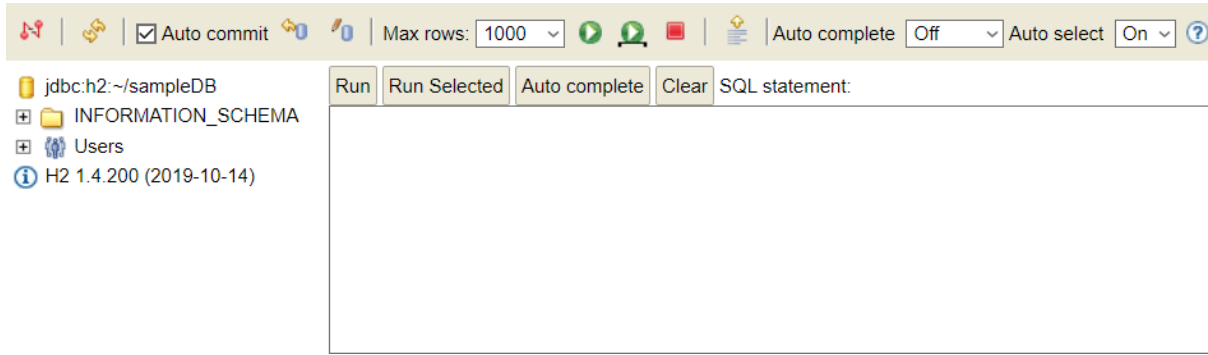 Auto commit Max rows: 1000 Auto complete Off Auto select On ?
jdbc:h2:~/sampleDB
INFORMATION_SCHEMA
Users
H2 1.4.200 (2019-10-14)
Run Run Selected Auto complete Clear SQL statement: